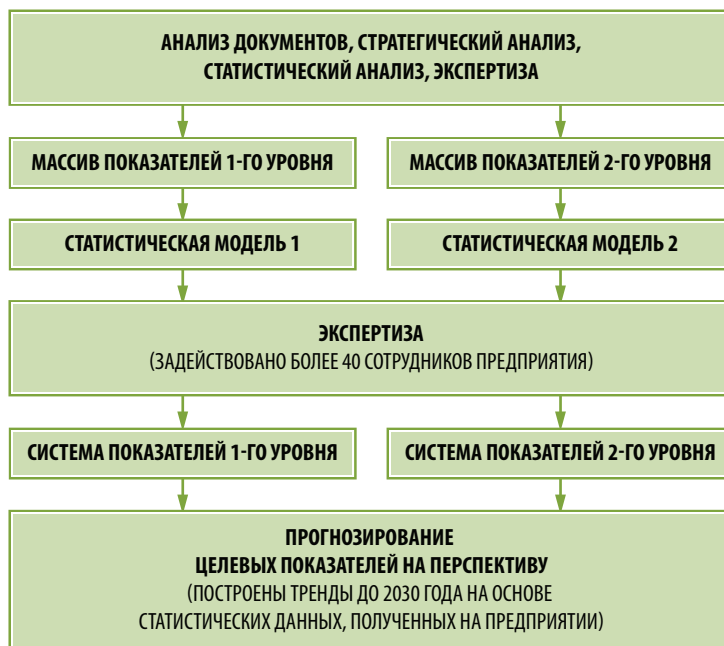 АНАЛИЗ ДОКУМЕНТОВ, СТРАТЕГИЧЕСКИЙ АНАЛИЗ,
СТАТИСТИЧЕСКИЙ АНАЛИЗ, ЭКСПЕРТИЗА
МАССИВ ПОКАЗАТЕЛЕЙ 1-ГО УРОВНЯ
МАССИВ ПОКАЗАТЕЛЕЙ 2-ГО УРОВНЯ
СТАТИСТИЧЕСКАЯ МОДЕЛЬ 1
СТАТИСТИЧЕСКАЯ МОДЕЛЬ 2
ЭКСПЕРТИЗА
(ЗАДЕЙСТВОВАНО БОЛЕЕ 40 СОТРУДНИКОВ ПРЕДПРИЯТИЯ)
СИСТЕМА ПОКАЗАТЕЛЕЙ 1-ГО УРОВНЯ
СИСТЕМА ПОКАЗАТЕЛЕЙ 2-ГО УРОВНЯ
ПРОГНОЗИРОВАНИЕ
ЦЕЛЕВЫХ ПОКАЗАТЕЛЕЙ НА ПЕРСПЕКТИВУ
(ПОСТРОЕНЫ ТРЕНДЫ ДО 2030 ГОДА НА ОСНОВЕ
СТАТИСТИЧЕСКИХ ДАННЫХ, ПОЛУЧЕННЫХ НА ПРЕДПРИЯТИИ)